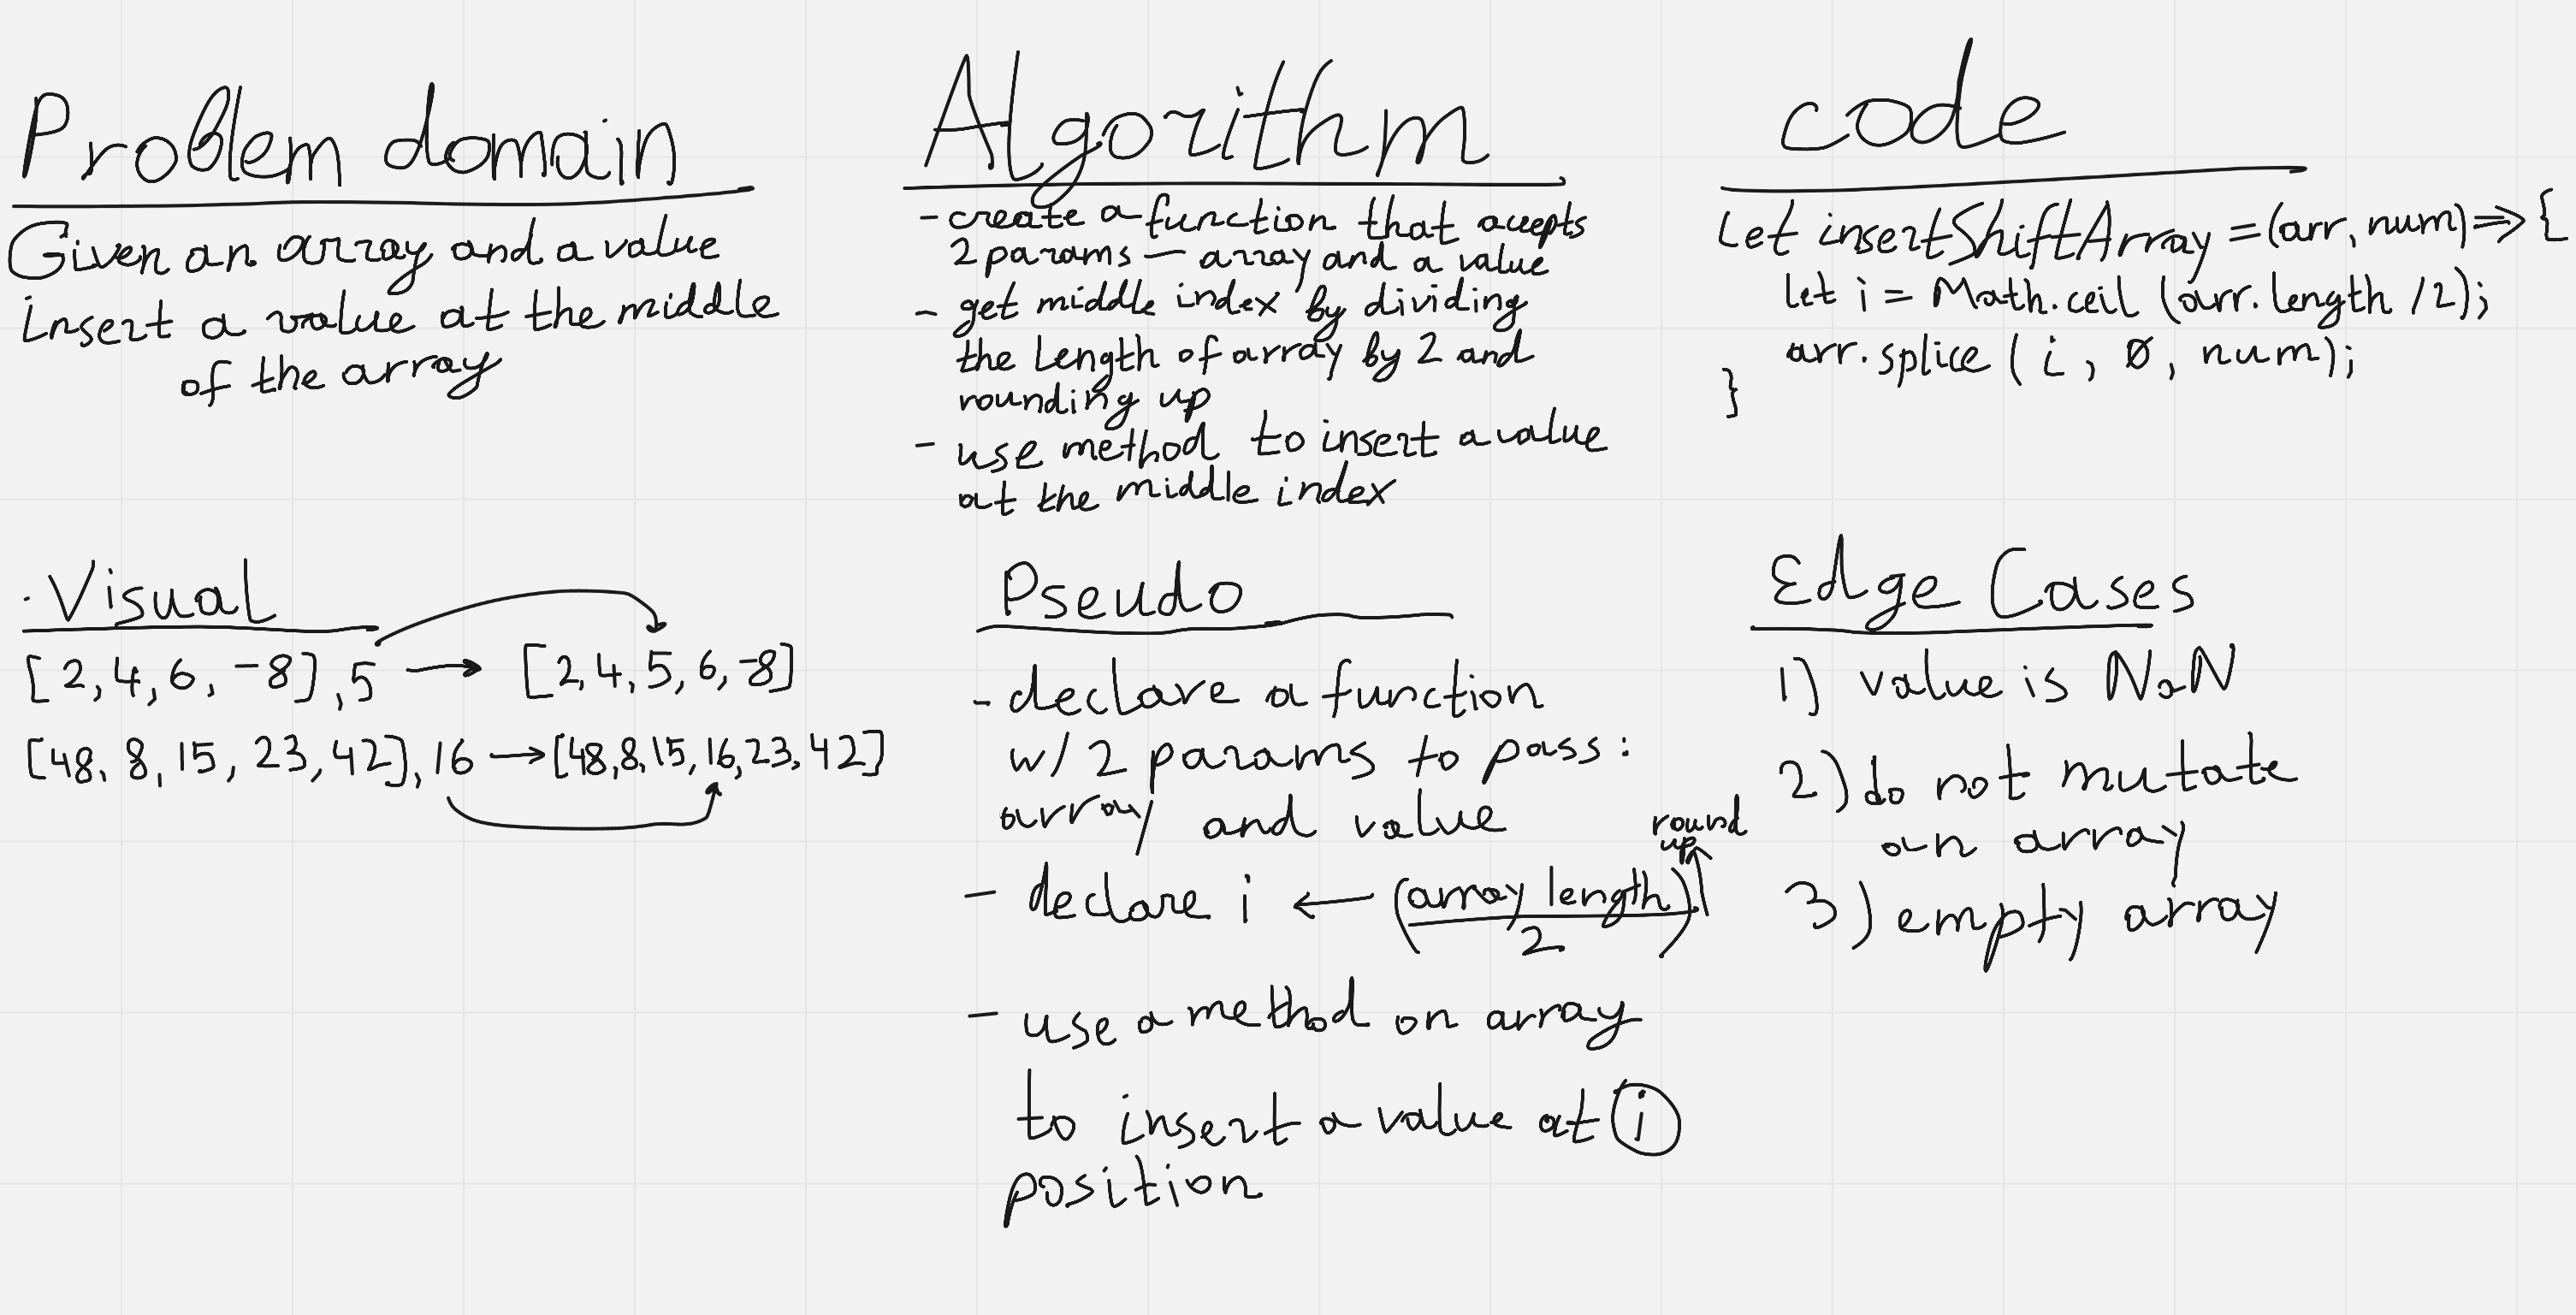 Problem domain
Given an array and a value
insert a value at the middle
of the array
Algorithm
- create a function that accepts
2 params — array and a value
- get middle index by dividing
the length of array by 2 and
rounding up
- use method to insert a value
at the middle index
code
let insertShiftArray = (arr, num) => {
let i = Math.ceil (arr.length / 2);
arr.splice ( i , 0, num);
}
. Visual
[ 2, 4, 6, -8] , 5 → [2, 4, 5, 6, -8]
[48, 8, 15, 23, 42], 16 → [48, 8, 15, 16, 23, 42]
Pseudo
- declare a function
w/ 2 params to pass:
array and value
round
up
- declare i ← (array length)
2
- use a method on array
to insert a value at i
position
Edge Cases
1) value is NaN
2) do not mutate
an array
3) empty array